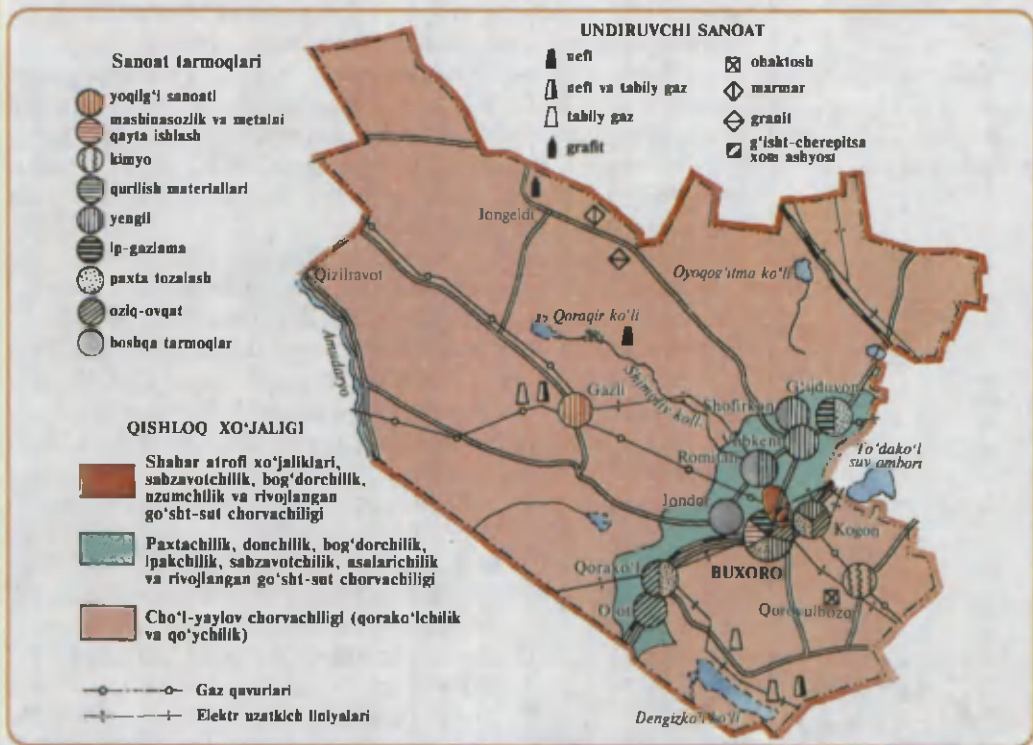 Sanoat tarmoqlari
yoqilg'i sanoati
mashinasozlik va metalni
qayta ishlash
kimyo
qurilish materiallari
yengil
Ip-gazlama
paxta tozalash
oziq-ovqat
boshqa tarmoqlar
QISHLOQ XO'JALIGI
Shahar atrofi xo'jaliklari,
sabzavotchilik, bog'dorchilik,
uzumchilik va rivojlangan
go'sht-sut chorvachiligi
Paxtachilik, donchilik, bog'dorchilik,
Ipakchilik, sabzavotchilik, asalarichilik
va rivojlangan go'sht-sut chorvachiligi
Cho'l-yaylov chorvachiligi (qorako'lchilik
va qo'ychilik)
Gaz quvurlari
Elektr uzatkich liniyalari
UNDIRUVCHI SANOAT
neft
neft va tabiiy gaz
tabiiy gaz
grafit
ohaktosh
marmar
granit
g'isht-cherepitsa
xom ashyosi
Jongeldi
Qizilravot
Oyoqog'itma ko'li
Qoraqir ko'li
Amudaryo
Gazli
G'ijduvon
Shofirkon
Vobkent
Romitan
To'dako'l
suv ombori
Jondor
Kogon
Qorako'l
BUXORO
Olot
Qorovulbozor
Dengizko'l ko'li